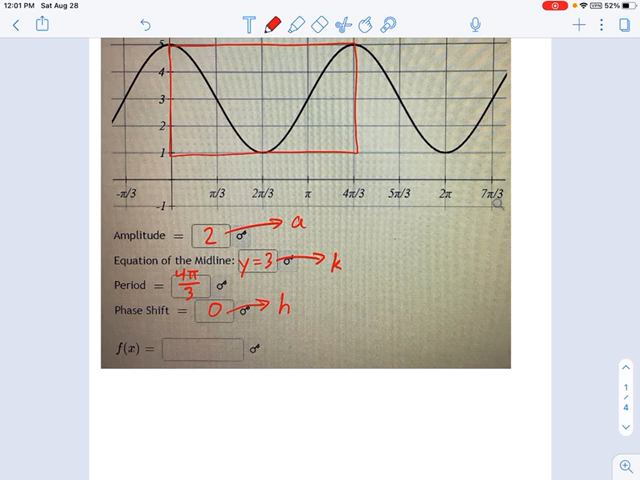 12:01 PM Sat Aug 28
VPN 52%
T
5
4
3
2
1
-π/3 π/3 2π/3 π 4π/3 5π/3 2π 7π/3
-1
Amplitude = 2 → a
Equation of the Midline: y=3 → k
Period = 4π/3
Phase Shift = 0 → h
f(x) =
1
/
4